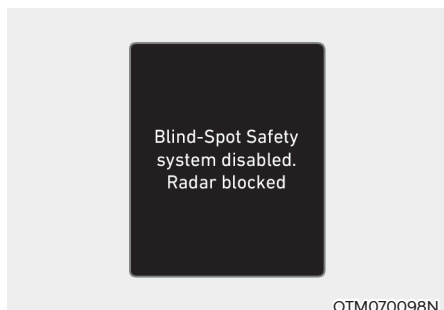 Blind-Spot Safety
system disabled.
Radar blocked
OTM070098N